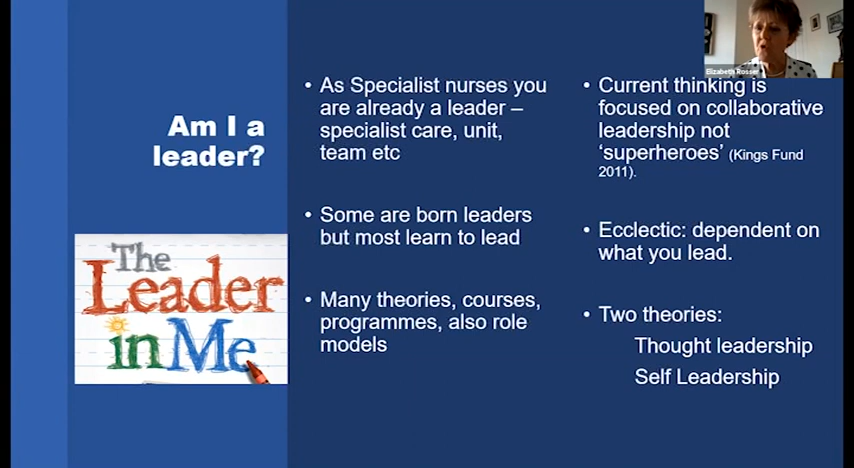 Am I a
leader?
The
Leader
in Me
• As Specialist nurses you
are already a leader –
specialist care, unit,
team etc
• Some are born leaders
but most learn to lead
• Many theories, courses,
programmes, also role
models
Elizabeth Rosser
• Current thinking is
focused on collaborative
leadership not
‘superheroes’ (Kings Fund
2011).
• Ecclectic: dependent on
what you lead.
• Two theories:
Thought leadership
Self Leadership